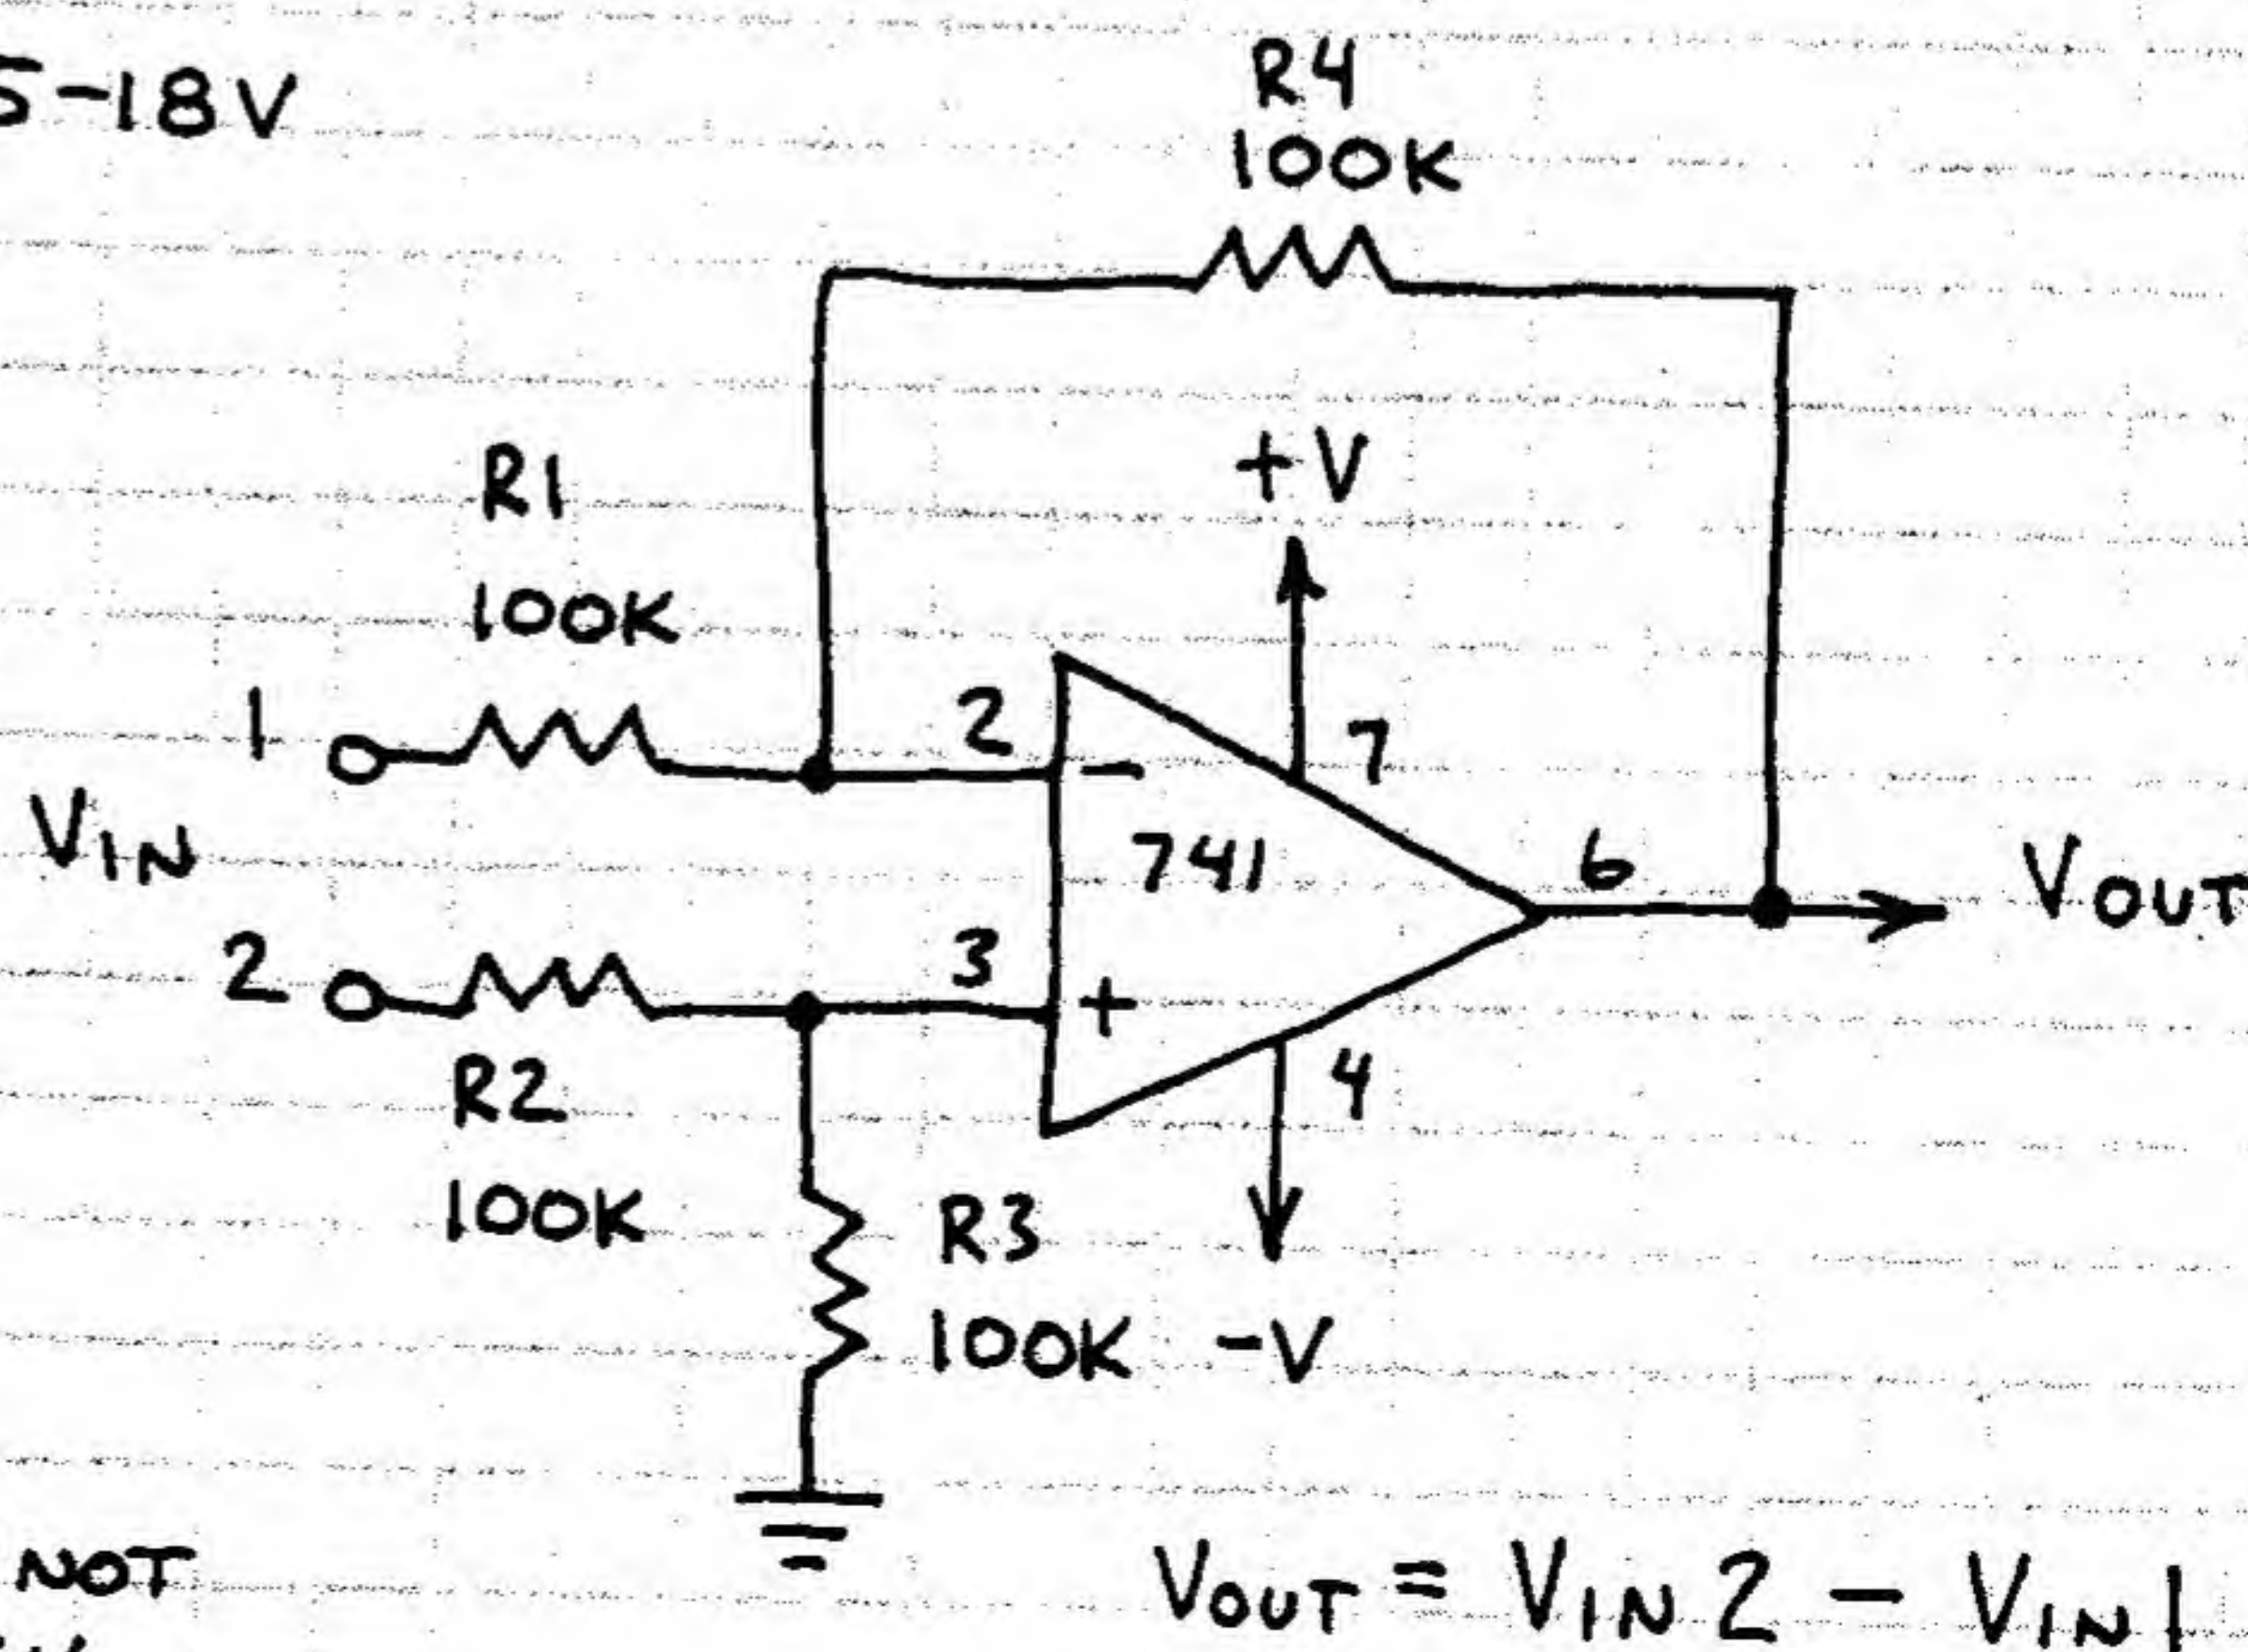 5-18V
R4
100K
+V
R1
100K
1
2
7
VIN
741
6
VOUT
2
3
-
+
R2
100K
4
R3
100K
-V
NOT
VOUT = VIN 2 - VIN 1